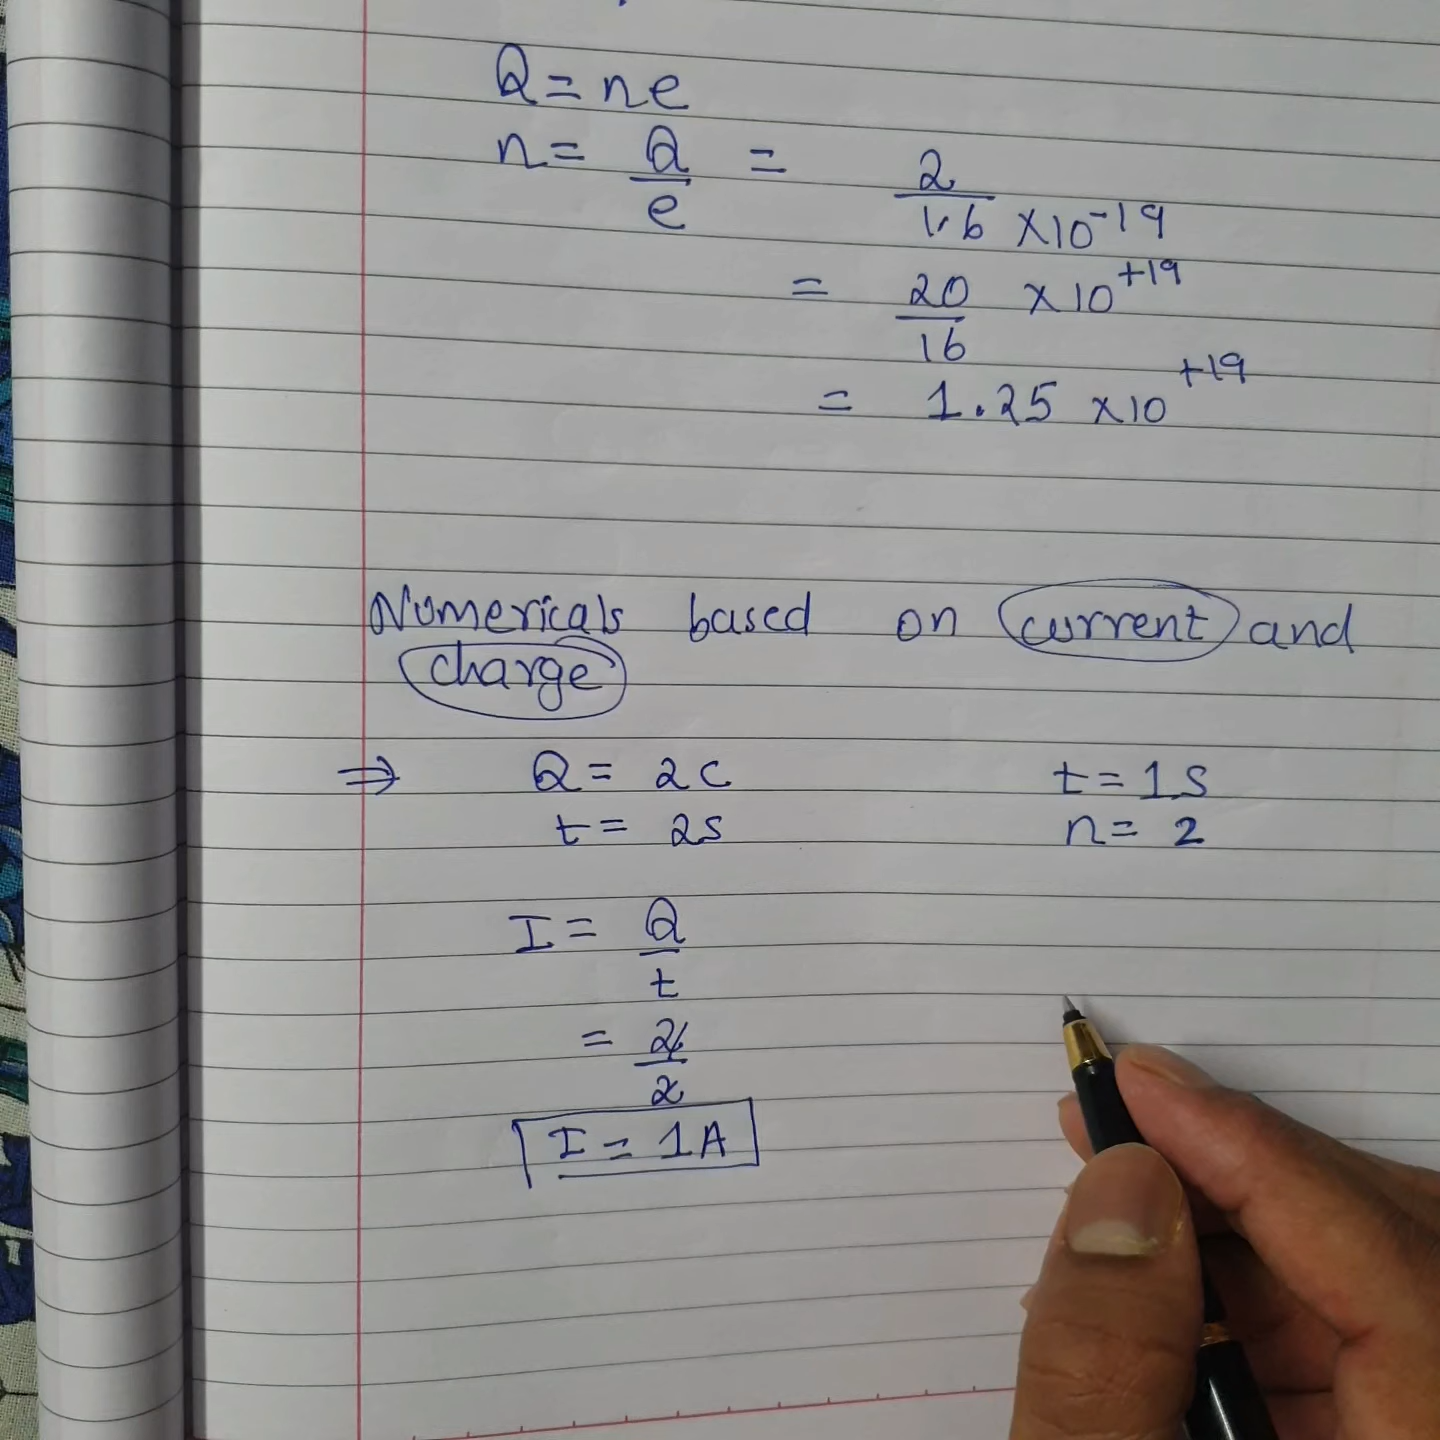 Q = ne
n = Q/e = 2/1.6 ×10^-19
= 20/16 ×10^+19
= 1.25 ×10^+19
Numericals based on current and
charge
⇒ Q = 2C t = 1S
t = 2S n = 2
I = Q/t
= 2/2
I = 1A